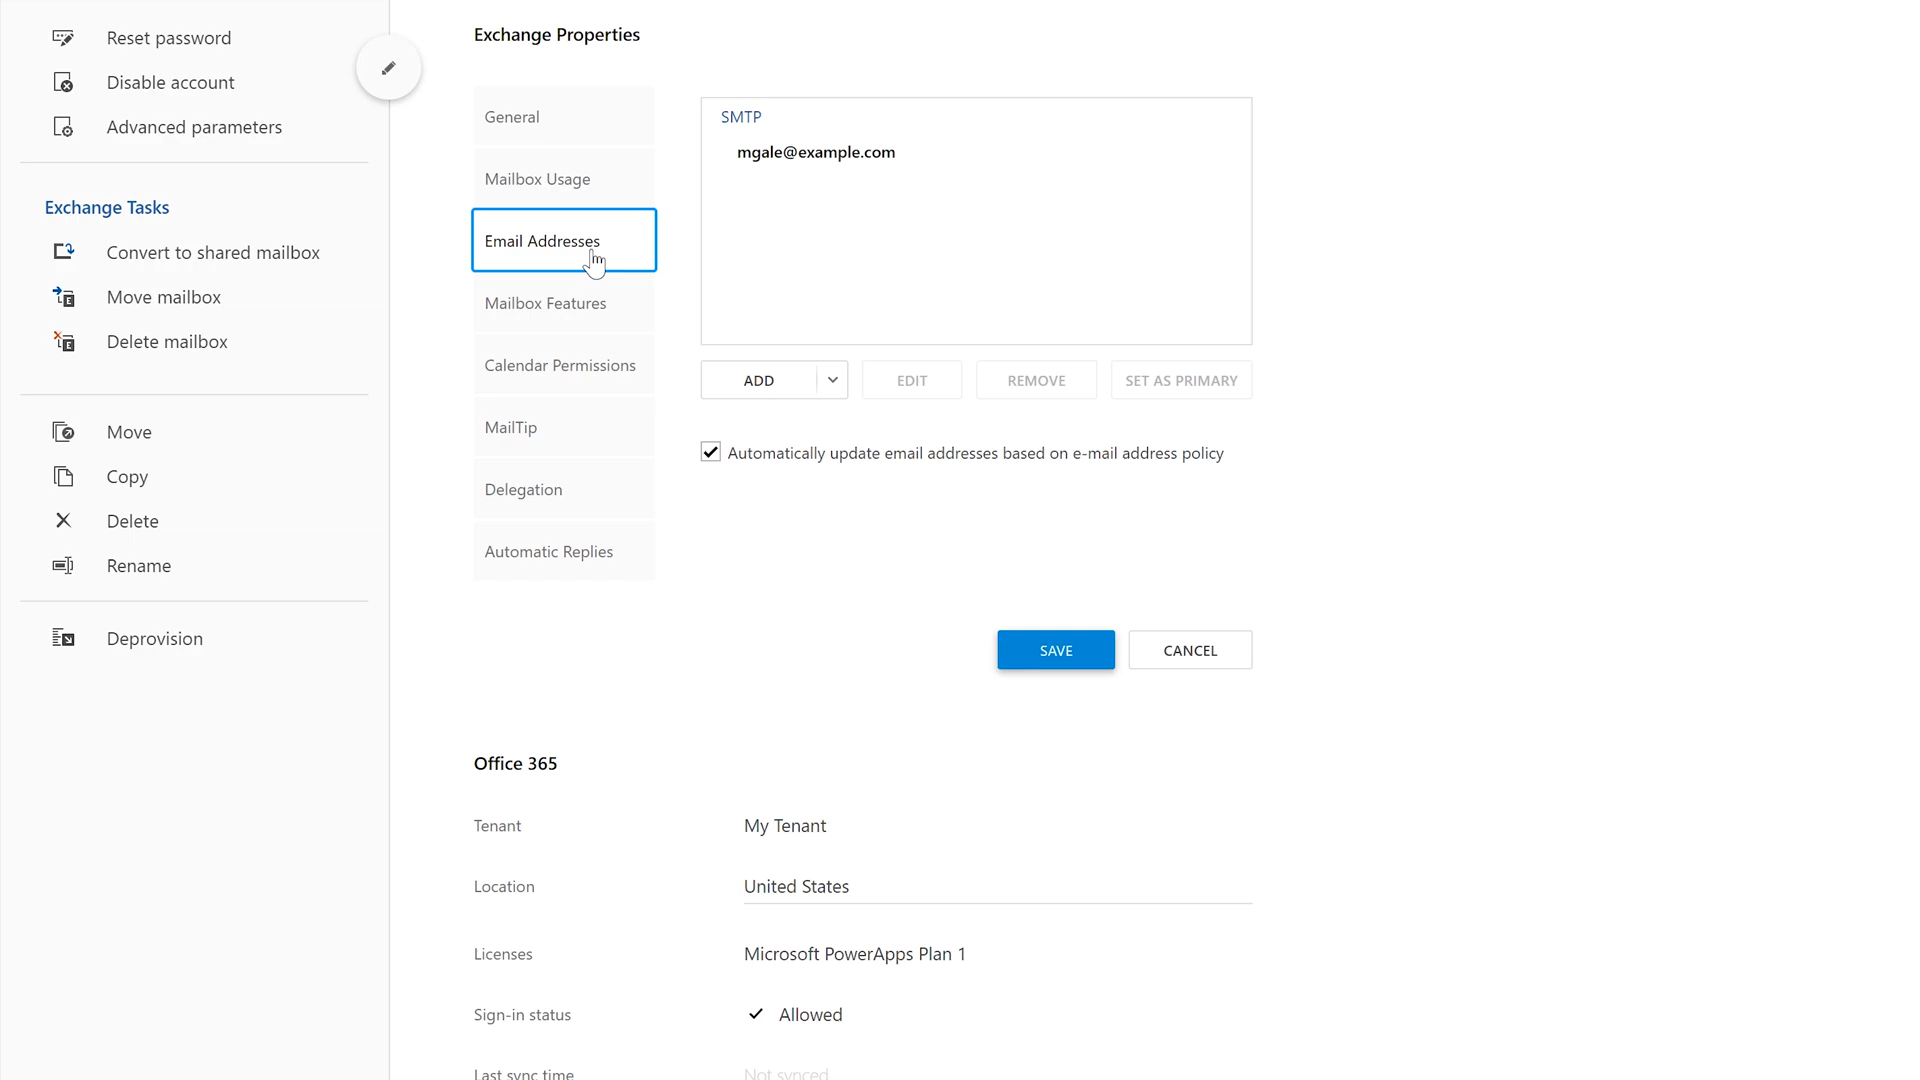 Reset password
Disable account
Advanced parameters
Exchange Tasks
Convert to shared mailbox
Move mailbox
Delete mailbox
Move
Copy
Delete
Rename
Deprovision
Exchange Properties
General
Mailbox Usage
Email Addresses
Mailbox Features
Calendar Permissions
MailTip
Delegation
Automatic Replies
SMTP
mgale@example.com
ADD EDIT REMOVE SET AS PRIMARY
Automatically update email addresses based on e-mail address policy
SAVE CANCEL
Office 365
Tenant My Tenant
Location United States
Licenses Microsoft PowerApps Plan 1
Sign-in status Allowed
Last sync time Not synced